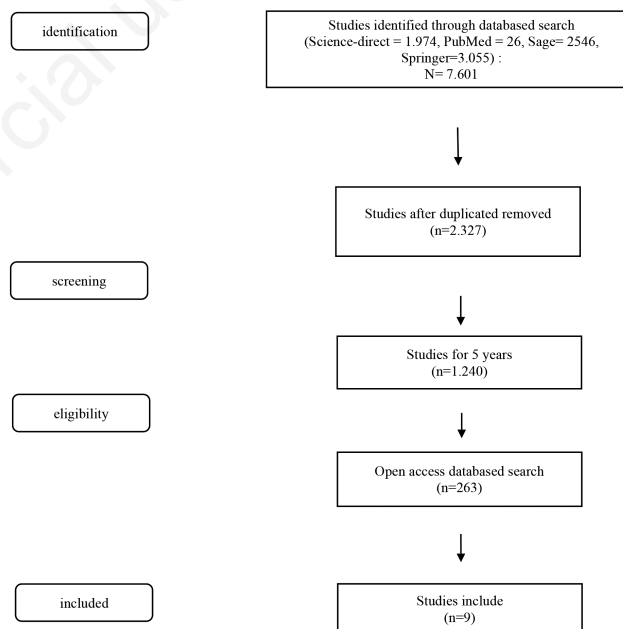 identification
Studies identified through databased search
(Science-direct = 1.974, PubMed = 26, Sage= 2546,
Springer=3.055) :
N= 7.601
Studies after duplicated removed
(n=2.327)
screening
Studies for 5 years
(n=1.240)
eligibility
Open access databased search
(n=263)
included
Studies include
(n=9)